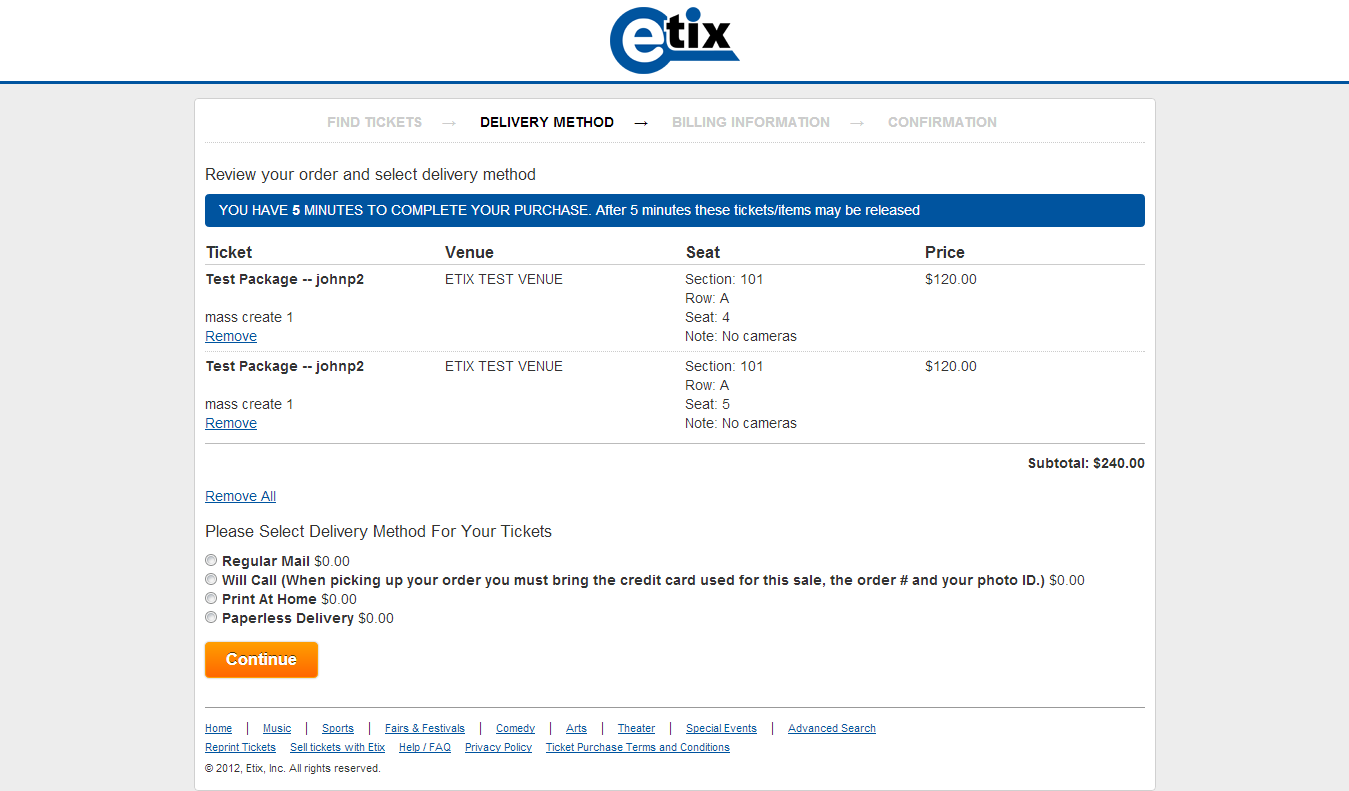 etix
FIND TICKETS → DELIVERY METHOD → BILLING INFORMATION → CONFIRMATION
Review your order and select delivery method
YOU HAVE 5 MINUTES TO COMPLETE YOUR PURCHASE. After 5 minutes these tickets/items may be released
Ticket Venue Seat Price
Test Package -- johnp2 ETIX TEST VENUE Section: 101 $120.00
Row: A
mass create 1 Seat: 4
Remove Note: No cameras
Test Package -- johnp2 ETIX TEST VENUE Section: 101 $120.00
Row: A
mass create 1 Seat: 5
Remove Note: No cameras
Subtotal: $240.00
Remove All
Please Select Delivery Method For Your Tickets
Regular Mail $0.00
Will Call (When picking up your order you must bring the credit card used for this sale, the order # and your photo ID.) $0.00
Print At Home $0.00
Paperless Delivery $0.00
Continue
Home | Music | Sports | Fairs & Festivals | Comedy | Arts | Theater | Special Events | Advanced Search
Reprint Tickets Sell tickets with Etix Help / FAQ Privacy Policy Ticket Purchase Terms and Conditions
© 2012, Etix, Inc. All rights reserved.